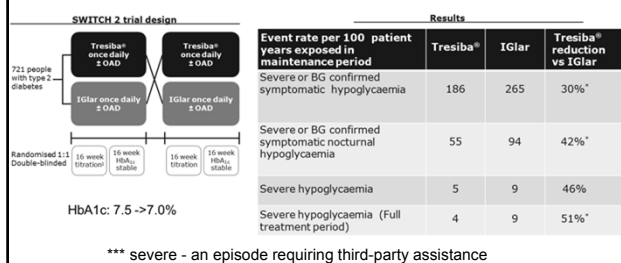 SWITCH 2 trial design
721 people
with type 2
diabetes
Tresiba®
once daily
± OAD
Tresiba®
once daily
± OAD
IGlar once daily
± OAD
IGlar once daily
± OAD
Randomised 1:1
Double-blinded
16 week
titration¹
16 week
HbA1c
stable
16 week
titration
16 week
HbA1c
stable
HbA1c: 7.5 ->7.0%
Results
Event rate per 100 patient years exposed in maintenance period Tresiba® IGlar Tresiba® reduction vs IGlar
Severe or BG confirmed symptomatic hypoglycaemia 186 265 30%*
Severe or BG confirmed symptomatic nocturnal hypoglycaemia 55 94 42%*
Severe hypoglycaemia 5 9 46%
Severe hypoglycaemia (Full treatment period) 4 9 51%*
*** severe - an episode requiring third-party assistance